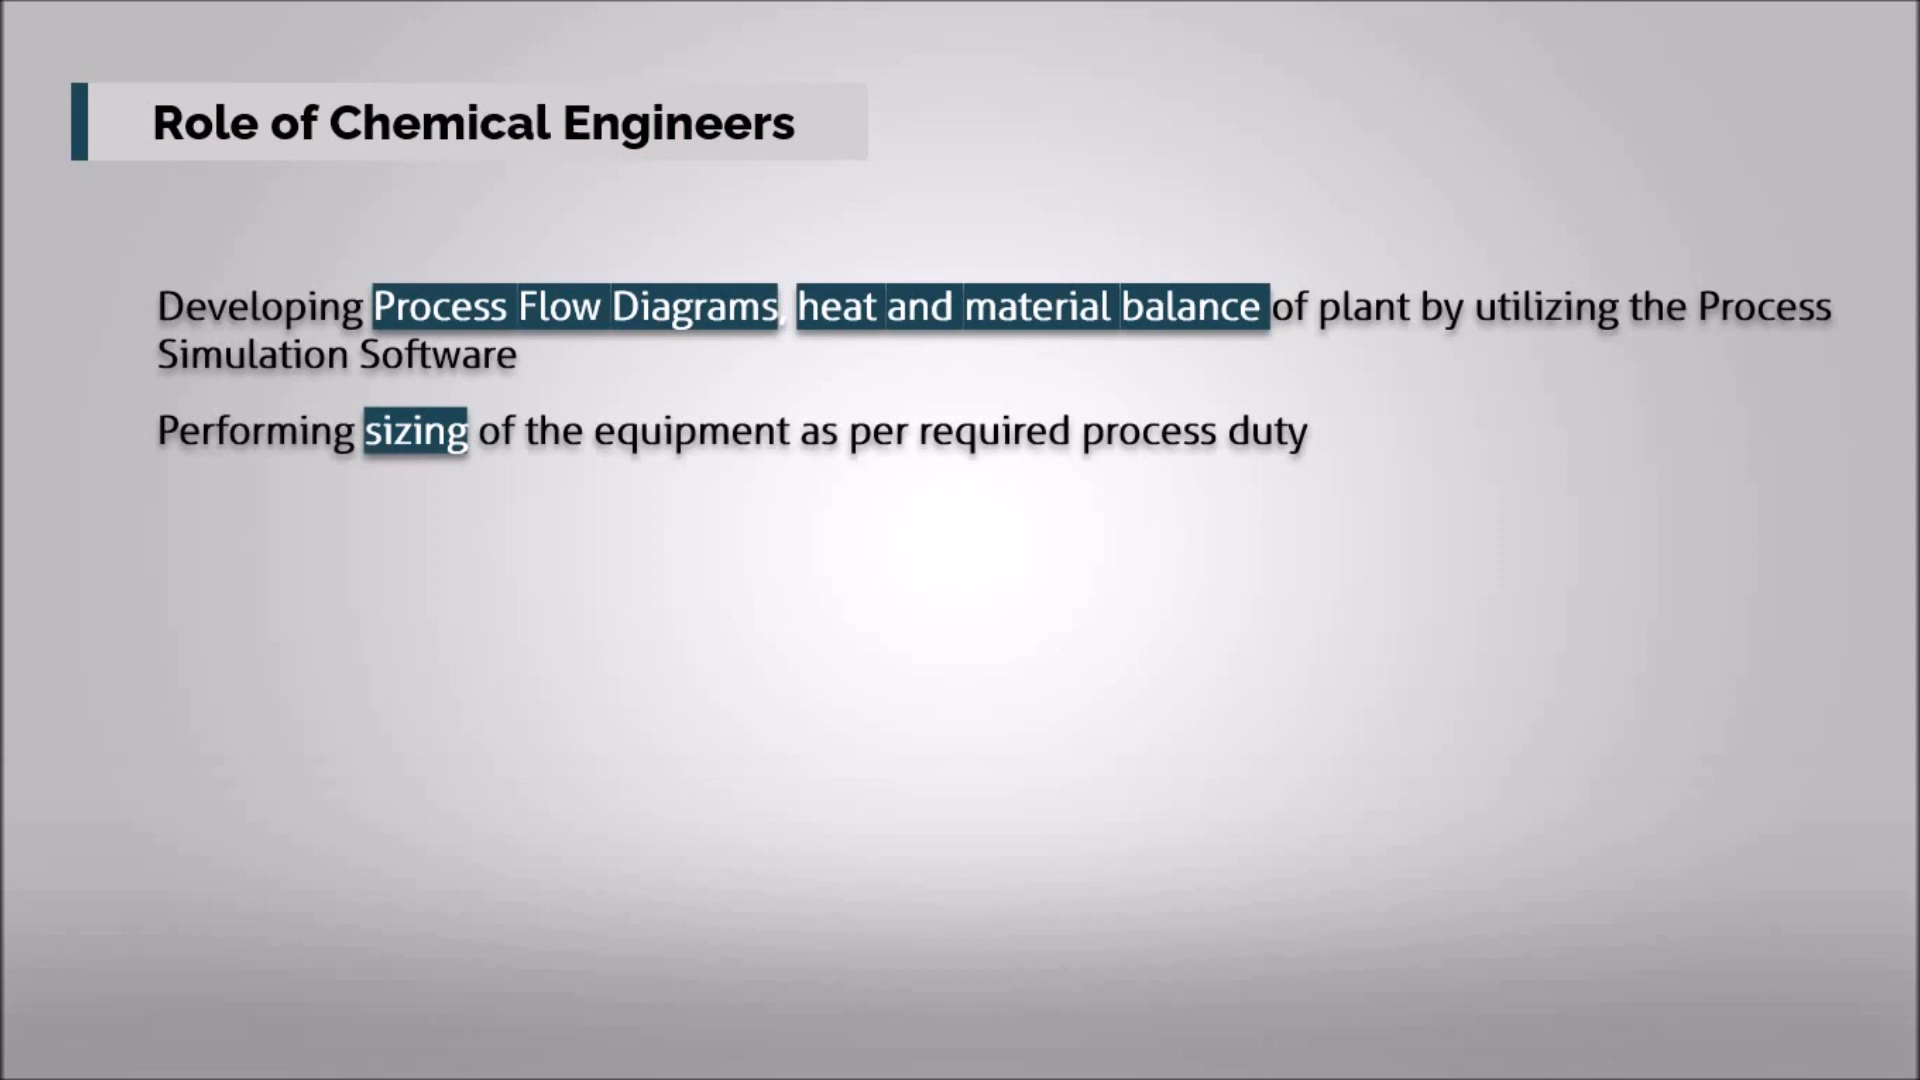 Role of Chemical Engineers
Developing Process Flow Diagrams, heat and material balance of plant by utilizing the Process
Simulation Software
Performing sizing of the equipment as per required process duty